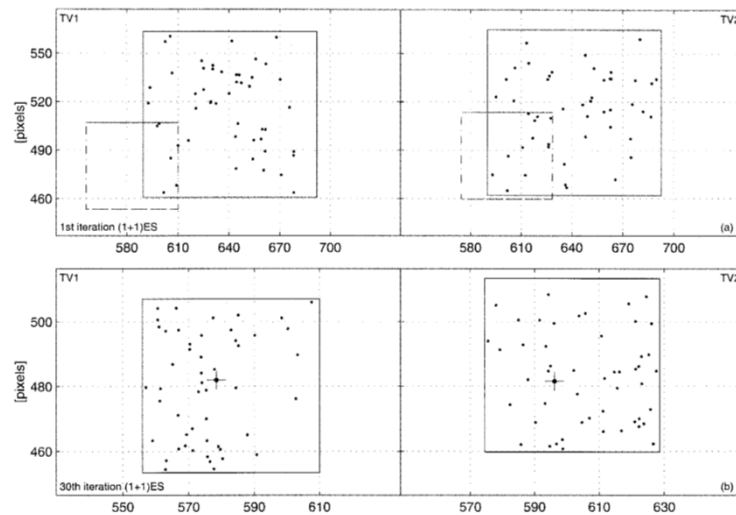 TV1
TV2
560
540
520
490
460
[pixels]
1st iteration (1+1)ES
(a)
580 610 640 670 700
580 610 640 670 700
TV1
TV2
500
480
460
[pixels]
30th iteration (1+1)ES
(b)
550 570 590 610
570 590 610 630